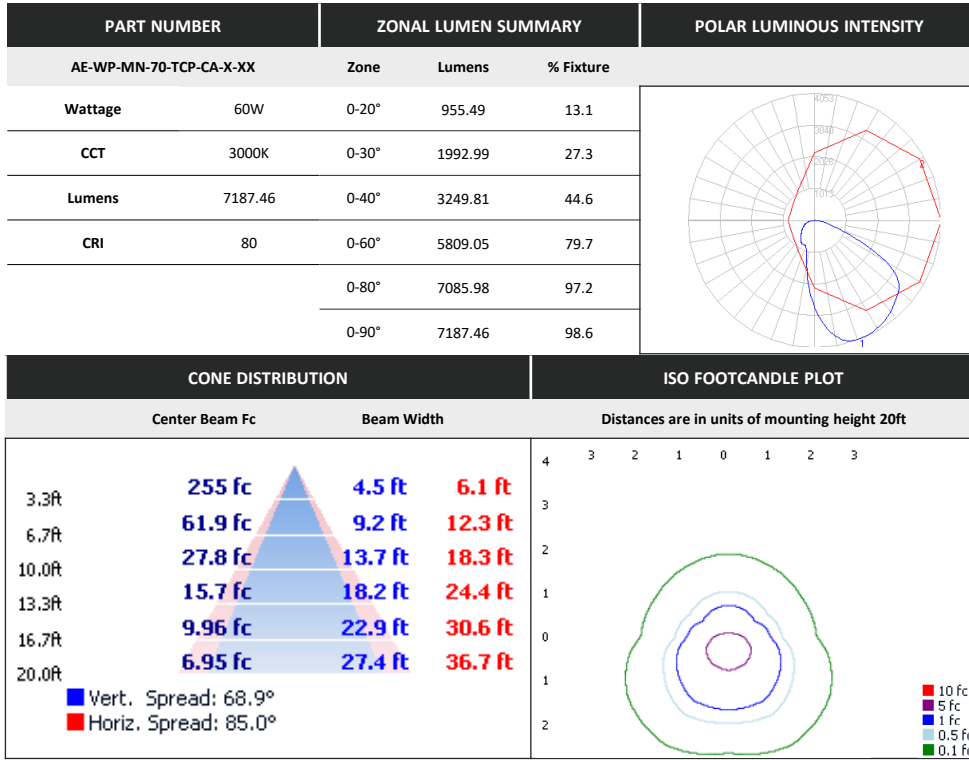 PART NUMBER ZONAL LUMEN SUMMARY POLAR LUMINOUS INTENSITY
AE-WP-MN-70-TCP-CA-X-XX Zone Lumens % Fixture
Wattage 60W 0-20° 955.49 13.1
CCT 3000K 0-30° 1992.99 27.3
Lumens 7187.46 0-40° 3249.81 44.6
CRI 80 0-60° 5809.05 79.7
0-80° 7085.98 97.2
0-90° 7187.46 98.6
4053
3040
2026
1013
2
1
CONE DISTRIBUTION ISO FOOTCANDLE PLOT
Center Beam Fc Beam Width Distances are in units of mounting height 20ft
3.3ft 255 fc 4.5 ft 6.1 ft
6.7ft 61.9 fc 9.2 ft 12.3 ft
10.0ft 27.8 fc 13.7 ft 18.3 ft
13.3ft 15.7 fc 18.2 ft 24.4 ft
16.7ft 9.96 fc 22.9 ft 30.6 ft
20.0ft 6.95 fc 27.4 ft 36.7 ft
Vert. Spread: 68.9°
Horiz. Spread: 85.0°
4 3 2 1 0 1 2 3
3
2
1
0
1
2
10 fc
5 fc
1 fc
0.5 fc
0.1 fc